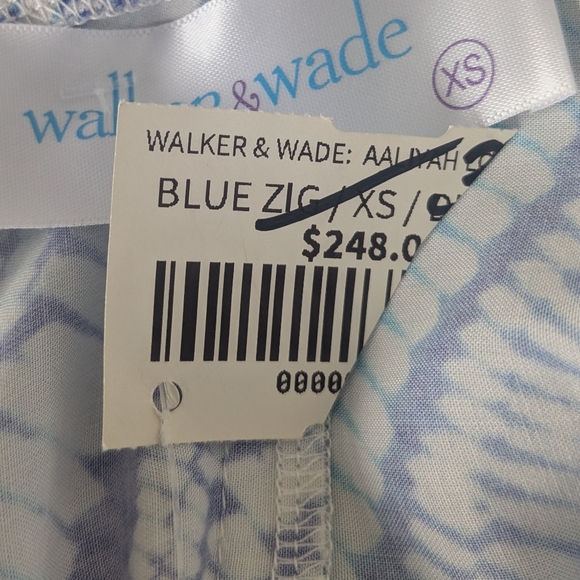 walker&wade XS
WALKER & WADE: AALIYAH
BLUE ZIG / XS /
$248.0
0000